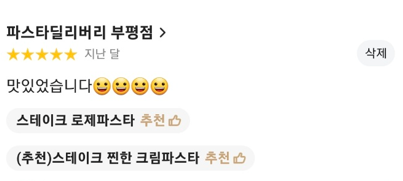 파스타딜리버리 부평점 >
지난 달
삭제
맛있었습니다😀😀😀😀
스테이크 로제파스타 추천
(추천)스테이크 찐한 크림파스타 추천